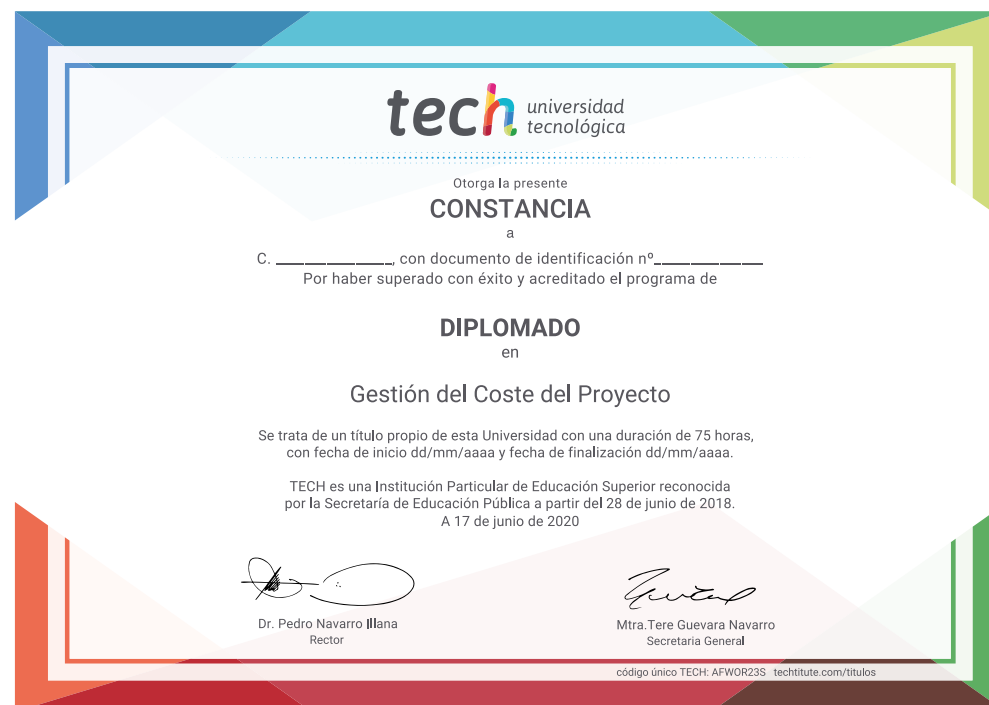 tech universidad
tecnológica
Otorga la presente
CONSTANCIA
a
C. ______________, con documento de identificación nº______________
Por haber superado con éxito y acreditado el programa de
DIPLOMADO
en
Gestión del Coste del Proyecto
Se trata de un título propio de esta Universidad con una duración de 75 horas,
con fecha de inicio dd/mm/aaaa y fecha de finalización dd/mm/aaaa.
TECH es una Institución Particular de Educación Superior reconocida
por la Secretaría de Educación Pública a partir del 28 de junio de 2018.
A 17 de junio de 2020
Dr. Pedro Navarro Illana
Rector
Mtra.Tere Guevara Navarro
Secretaria General
código único TECH: AFWOR23S techtitute.com/titulos